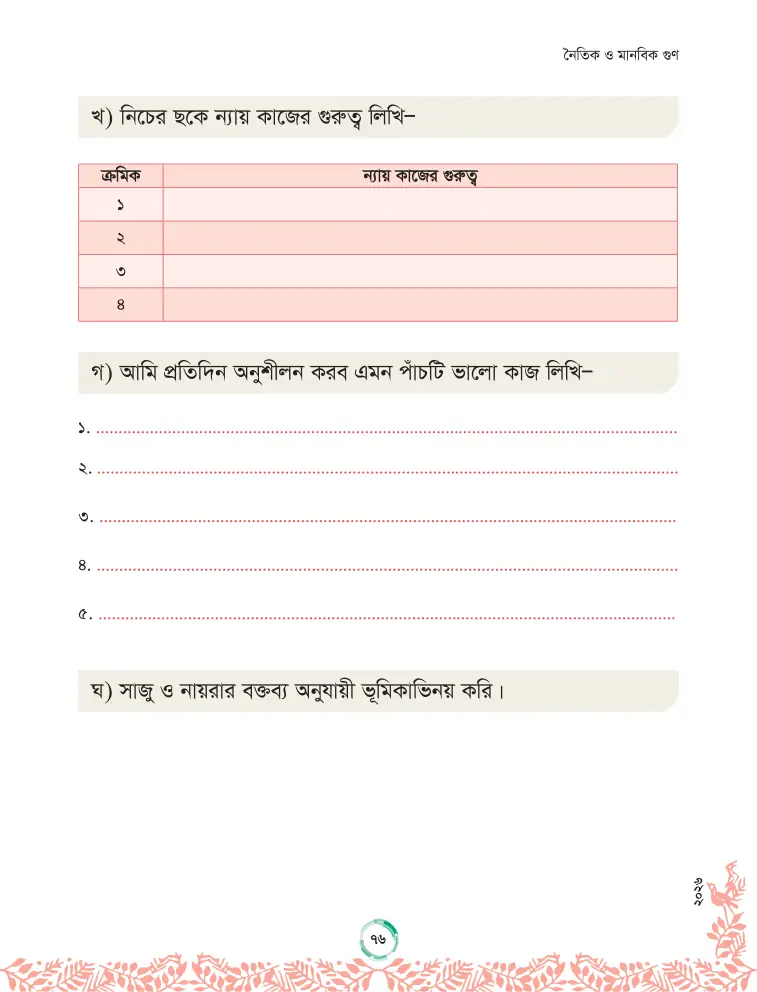 নৈতিক ও মানবিক গুণ
খ) নিচের ছকে ন্যায় কাজের গুরুত্ব লিখি–
ক্রমিক ন্যায় কাজের গুরুত্ব
১
২
৩
৪
গ) আমি প্রতিদিন অনুশীলন করব এমন পাঁচটি ভালো কাজ লিখি–
১. ........................................................................................................
২. ........................................................................................................
৩. ........................................................................................................
৪. ........................................................................................................
৫. ........................................................................................................
ঘ) সাজু ও নায়রার বক্তব্য অনুযায়ী ভূমিকাভিনয় করি।
২০২৬
৭৬